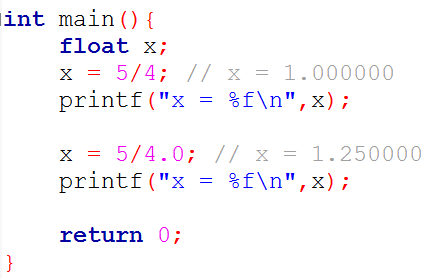 int main(){
float x;
x = 5/4; // x = 1.000000
printf("x = %f\n",x);
x = 5/4.0; // x = 1.250000
printf("x = %f\n",x);
return 0;
}